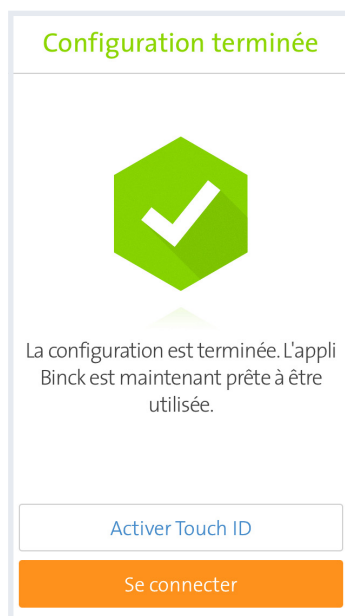 Configuration terminée
La configuration est terminée. L'appli
Binck est maintenant prête à être
utilisée.
Activer Touch ID
Se connecter